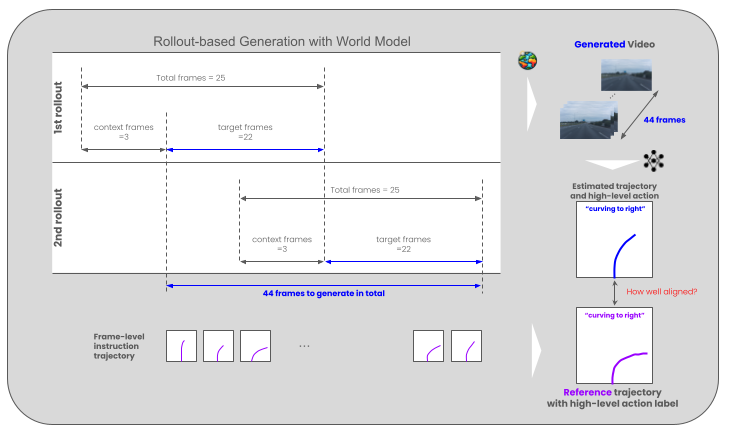 Rollout-based Generation with World Model
1st rollout
Total frames = 25
context frames
=3
target frames
=22
2nd rollout
Total frames = 25
context frames
=3
target frames
=22
44 frames to generate in total
Frame-level
instruction
trajectory
...
Generated Video
...
44 frames
Estimated trajectory
and high-level action
"curving to right"
How well aligned?
"curving to right"
Reference trajectory
with high-level action label